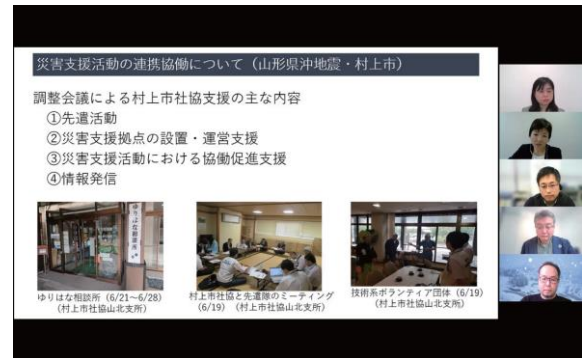 災害支援活動の連携協働について（山形県沖地震・村上市）
調整会議による村上市社協支援の主な内容
①先遣活動
②災害支援拠点の設置・運営支援
③災害支援活動における協働促進支援
④情報発信
ゆりはな相談所
ゆりはな相談所（6/21～6/28）
（村上市社協山北支所）
村上市社協と先遣隊のミーティング
（6/19）（村上市社協山北支所）
技術系ボランティア団体（6/19）
（村上市社協山北支所）